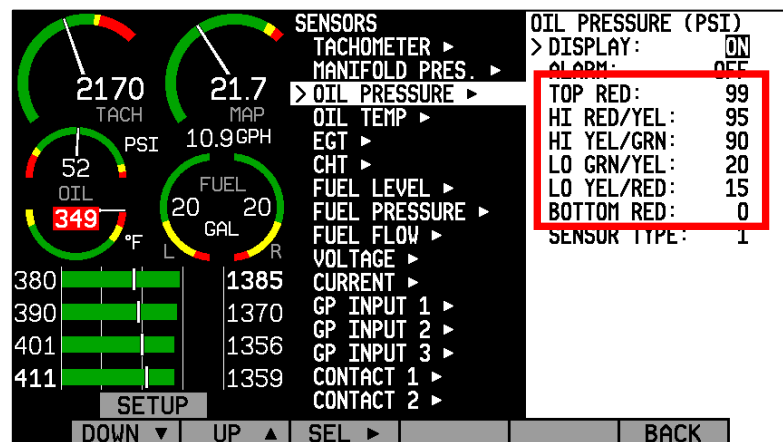 2170
TACH
21.7
MAP
52
PSI
10.9 GPH
OIL
349
°F
FUEL
20 20
GAL
L R
380 1385
390 1370
401 1356
411 1359
SETUP
SENSORS
TACHOMETER ►
MANIFOLD PRES. ►
> OIL PRESSURE ►
OIL TEMP ►
EGT ►
CHT ►
FUEL LEVEL ►
FUEL PRESSURE ►
FUEL FLOW ►
VOLTAGE ►
CURRENT ►
GP INPUT 1 ►
GP INPUT 2 ►
GP INPUT 3 ►
CONTACT 1 ►
CONTACT 2 ►
OIL PRESSURE (PSI)
> DISPLAY: ON
ALARM: OFF
TOP RED: 99
HI RED/YEL: 95
HI YEL/GRN: 90
LO GRN/YEL: 20
LO YEL/RED: 15
BOTTOM RED: 0
SENSOR TYPE: 1
DOWN ▼ UP ▲ SEL ► BACK